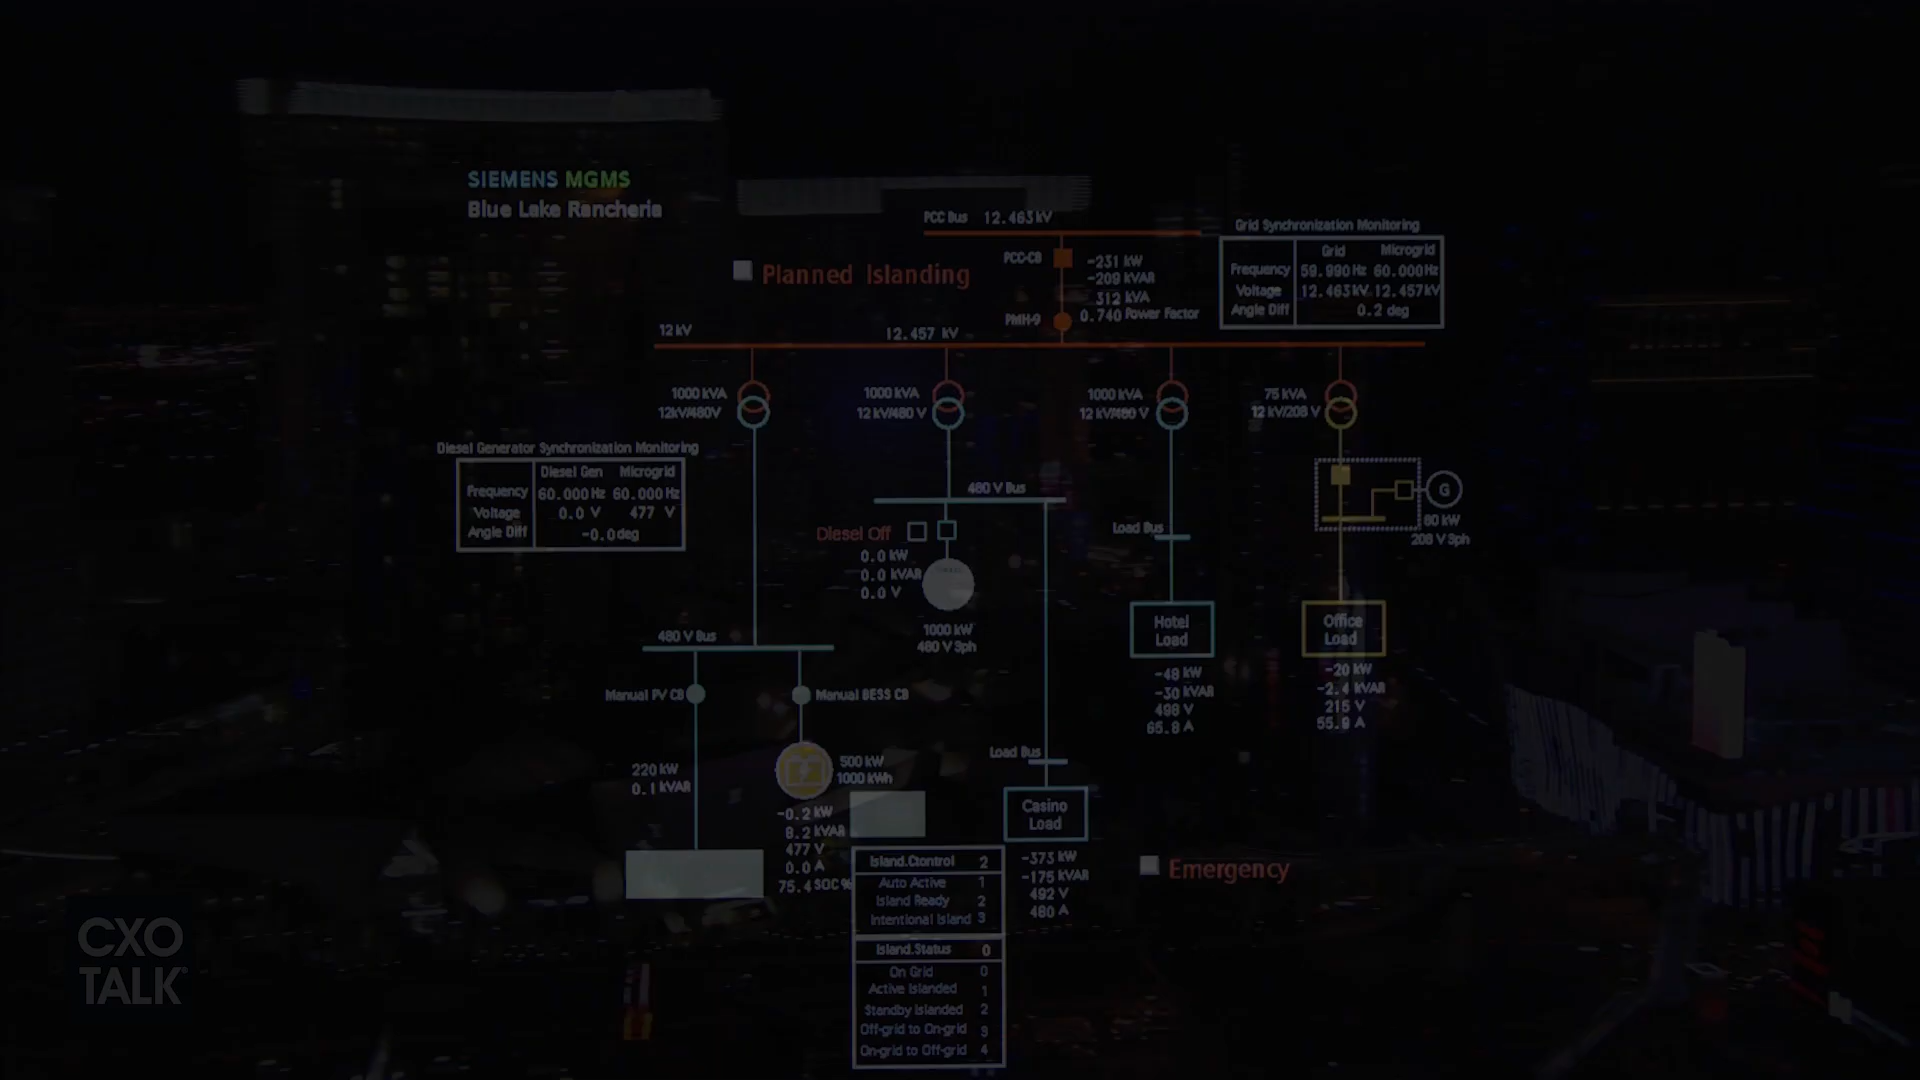 SIEMENS MGMS
Blue Lake Rancheria
Planned Islanding
PCC Bus 12.463 kV
PCC-CB
-231 kW
-209 kVAR
312 kVA
0.740 Power Factor
PMH-9
Grid Synchronization Monitoring
Grid Microgrid
Frequency 59.990 Hz 60.000 Hz
Voltage 12.463 kV 12.457 kV
Angle Diff 0.2 deg
12 kV
12.457 kV
1000 kVA
12kV/480V
1000 kVA
12 kV/480 V
1000 kVA
12 kV/480 V
75 kVA
12 kV/208 V
Diesel Generator Synchronization Monitoring
Diesel Gen Microgrid
Frequency 60.000 Hz 60.000 Hz
Voltage 0.0 V 477 V
Angle Diff -0.0 deg
480 V Bus
Diesel Off
0.0 kW
0.0 kVAR
0.0 V
1000 kW
480 V 3ph
Load Bus
Hotel
Load
-48 kW
-30 kVAR
498 V
65.8 A
G
80 kW
208 V 3ph
Office
Load
-20 kW
-2.4 kVAR
215 V
55.9 A
480 V Bus
Manual PV CB
Manual BESS CB
220 kW
0.1 kVAR
500 kW
1000 kWh
-0.2 kW
8.2 kVAR
477 V
0.0 A
75.4 SOC%
Load Bus
Casino
Load
-373 kW
-175 kVAR
492 V
480 A
Emergency
Island.Ctontrol 2
Auto Active 1
Island Ready 2
Intentional Island 3
Island.Status 0
On Grid 0
Active Islanded 1
Standby Islanded 2
Off-grid to On-grid 3
On-grid to Off-grid 4
CXO
TALK